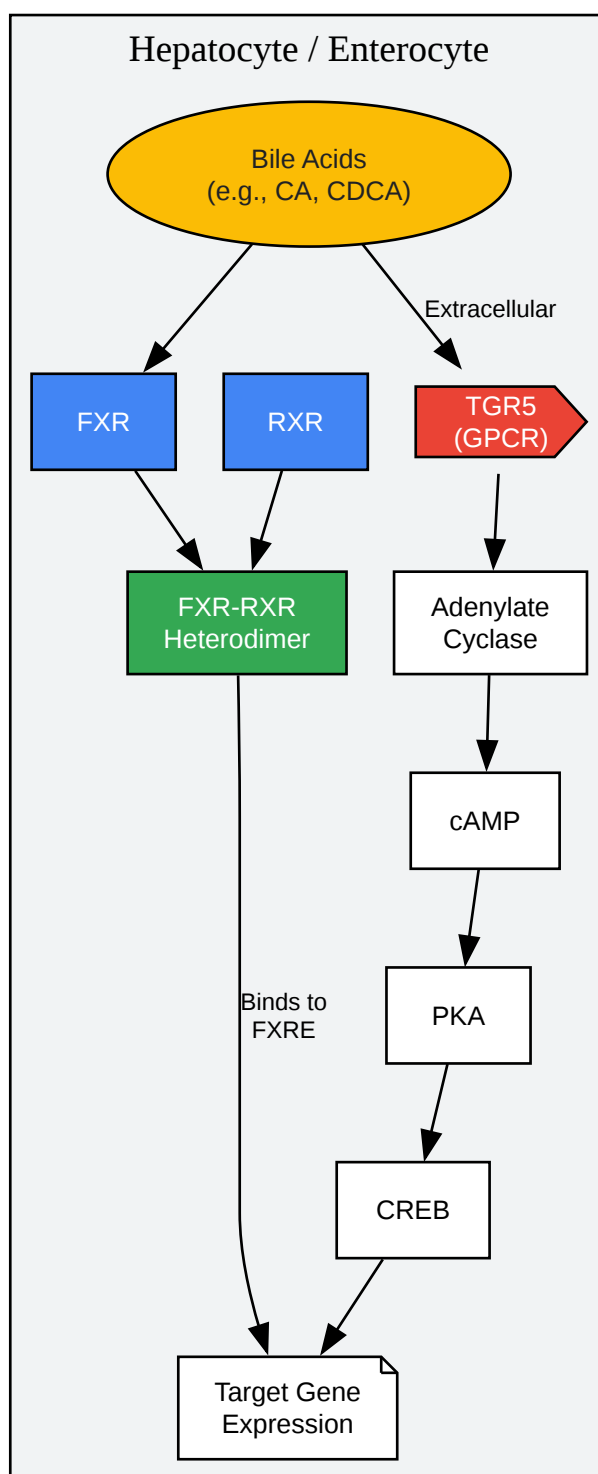 Hepatocyte / Enterocyte
Bile Acids
(e.g., CA, CDCA)
Extracellular
FXR
RXR
TGR5
(GPCR)
FXR-RXR
Heterodimer
Adenylate
Cyclase
cAMP
Binds to
FXRE
PKA
CREB
Target Gene
Expression